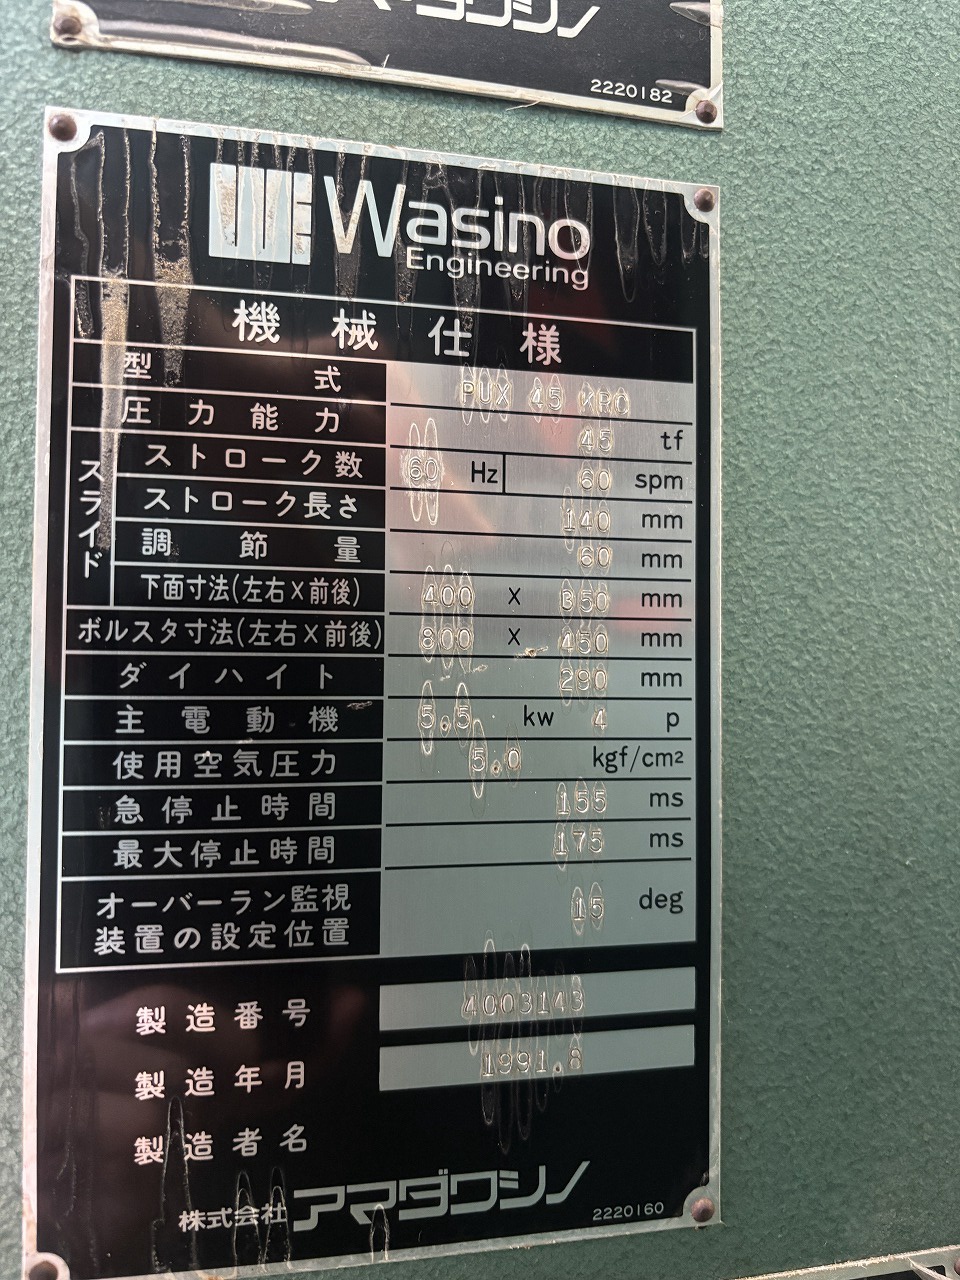 アマダワシノ
2220182
Wasino
Engineering
機械仕様
型式 PUX 45 XRC
圧力能力 45 tf
スライド
ストローク数 60 Hz 60 spm
ストローク長さ 140 mm
調節量 60 mm
下面寸法(左右×前後) 400 × 350 mm
ボルスタ寸法(左右×前後) 800 × 450 mm
ダイハイト 290 mm
主電動機 5.5 kw 4 p
使用空気圧力 5.0 kgf/cm²
急停止時間 155 ms
最大停止時間 175 ms
オーバーラン監視
装置の設定位置 15 deg
製造番号 4003143
製造年月 1991.8
製造者名
株式会社アマダワシノ
2220160